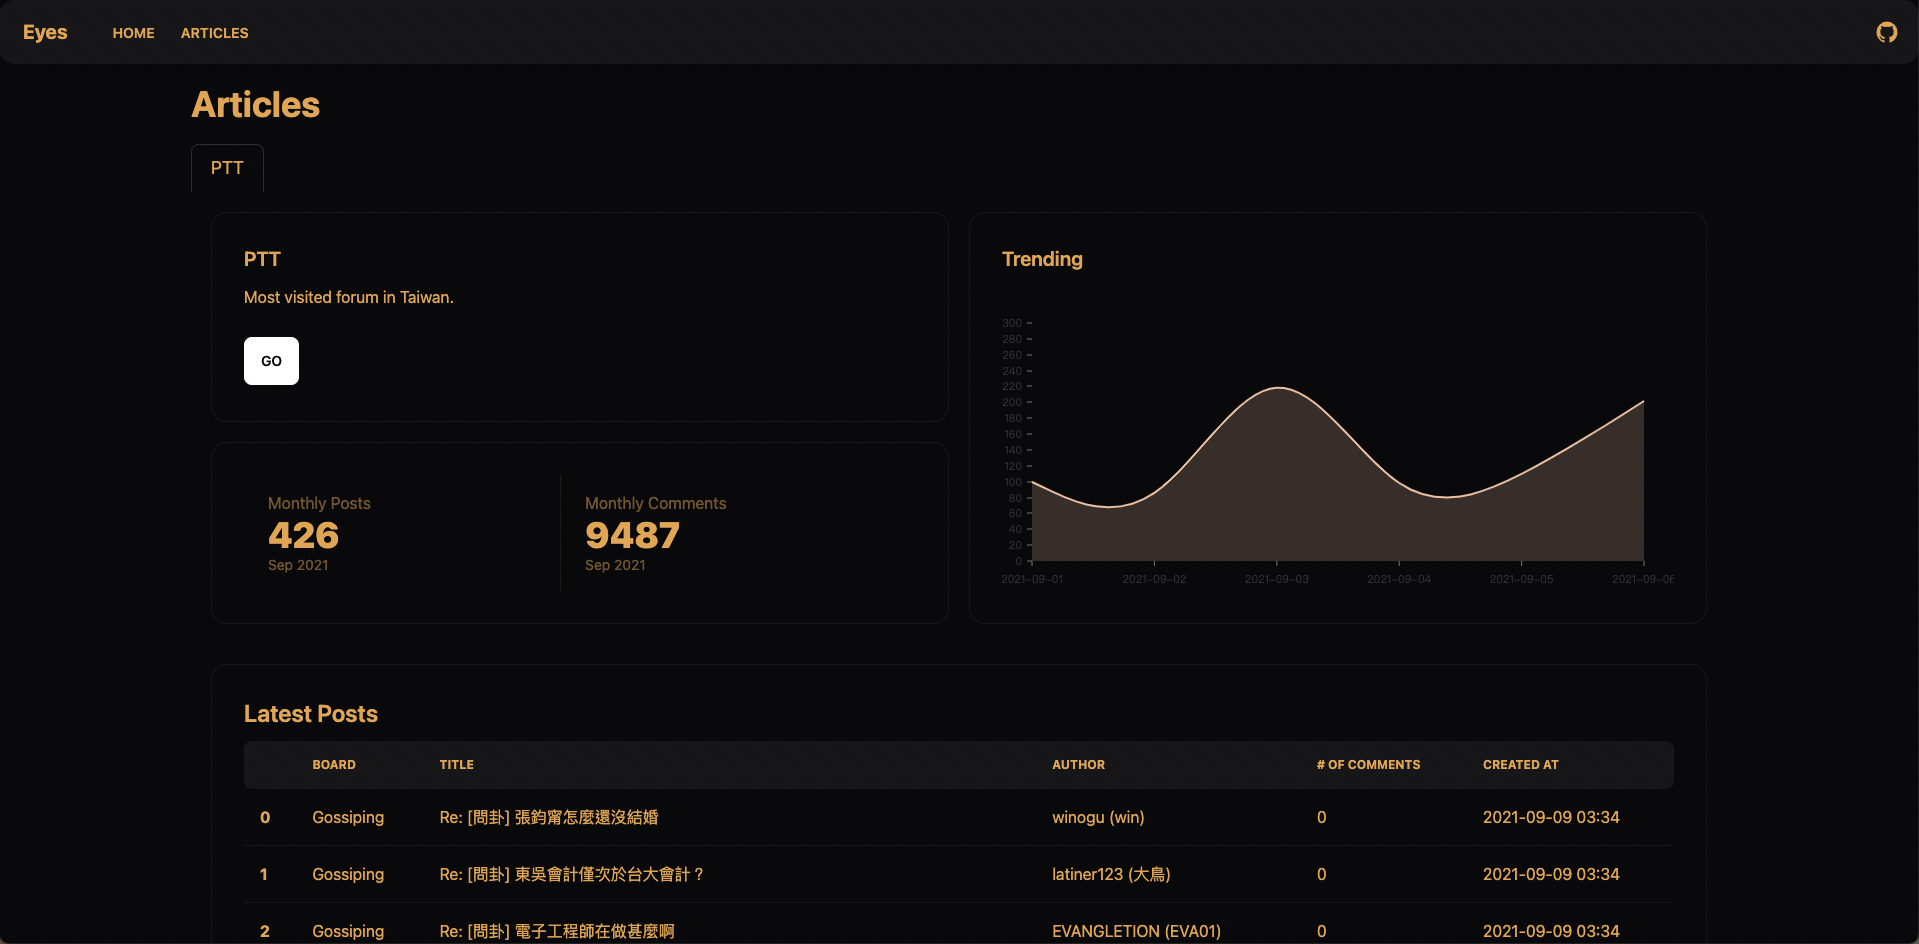 Eyes HOME ARTICLES
Articles
PTT
PTT
Most visited forum in Taiwan.
GO
Monthly Posts
426
Sep 2021
Monthly Comments
9487
Sep 2021
Trending
300
280
260
240
220
200
180
160
140
120
100
80
60
40
20
0
2021-09-01 2021-09-02 2021-09-03 2021-09-04 2021-09-05 2021-09-06
Latest Posts
BOARD TITLE AUTHOR # OF COMMENTS CREATED AT
0 Gossiping Re: [問卦] 張鈞甯怎麼還沒結婚 winogu (win) 0 2021-09-09 03:34
1 Gossiping Re: [問卦] 東吳會計僅次於台大會計？ latiner123 (大鳥) 0 2021-09-09 03:34
2 Gossiping Re: [問卦] 電子工程師在做甚麼啊 EVANGLETION (EVA01) 0 2021-09-09 03:34